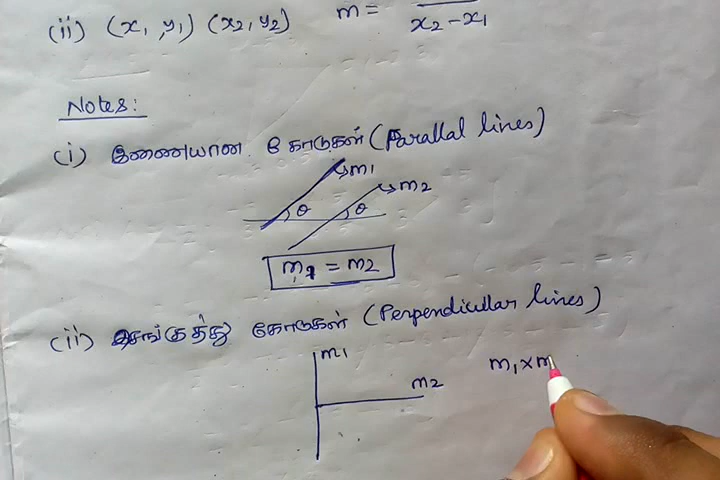 (ii) (x₁, y₁) (x₂, y₂) m = ――― x₂ – x₁
Notes:
(i) இணையான கோடுகள் (Parallal lines)
m₁
m₂
θ θ
m₁ = m₂
(ii) செங்குத்து கோடுகள் (Perpendicullar lines)
m₁
m₂ m₁ × m